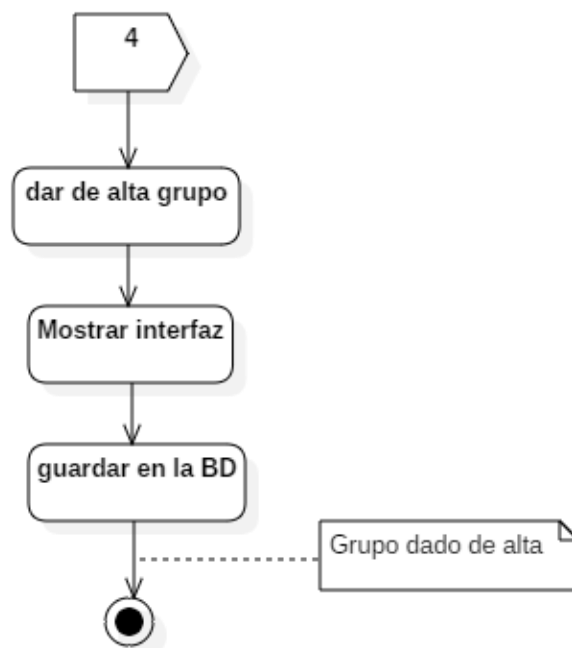 4
dar de alta grupo
Mostrar interfaz
guardar en la BD
Grupo dado de alta